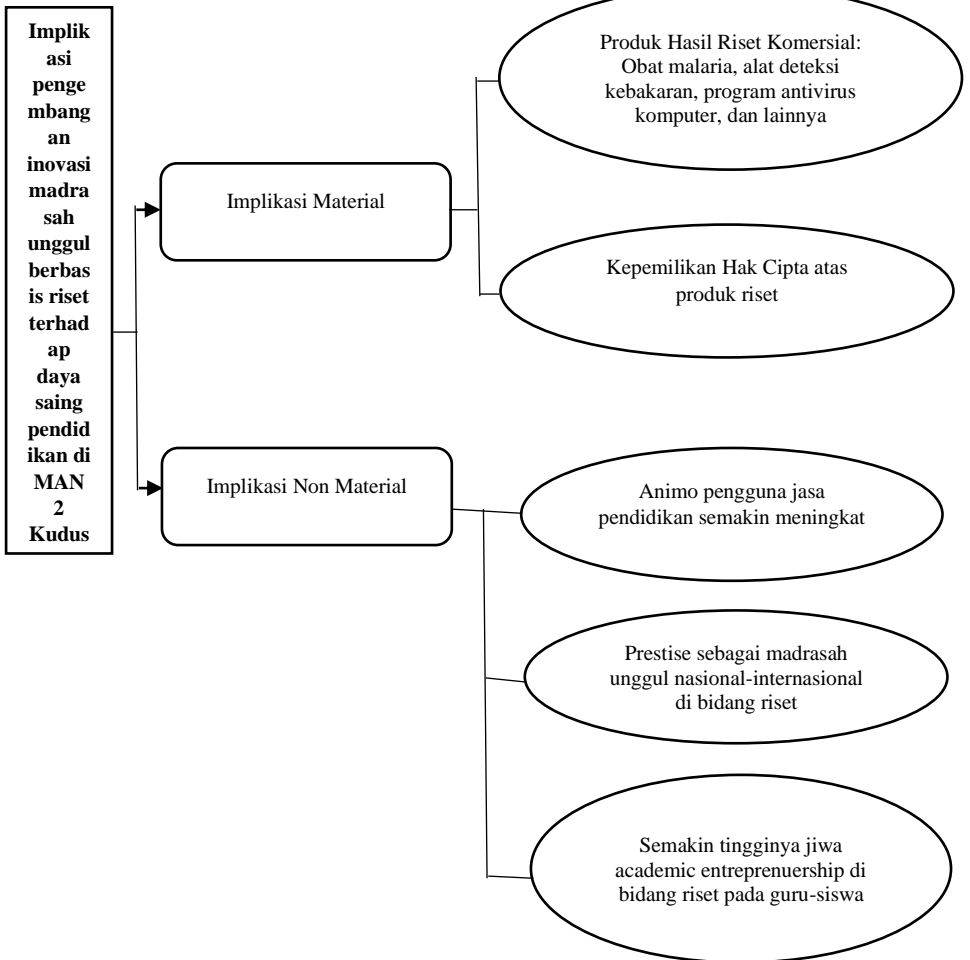 Implik
asi
penge
mbang
an
inovasi
madra
sah
unggul
berbas
is riset
terhad
ap
daya
saing
pendid
ikan di
MAN
2
Kudus
Implikasi Material
Produk Hasil Riset Komersial:
Obat malaria, alat deteksi
kebakaran, program antivirus
komputer, dan lainnya
Kepemilikan Hak Cipta atas
produk riset
Implikasi Non Material
Animo pengguna jasa
pendidikan semakin meningkat
Prestise sebagai madrasah
unggul nasional-internasional
di bidang riset
Semakin tingginya jiwa
academic entreprenuership di
bidang riset pada guru-siswa